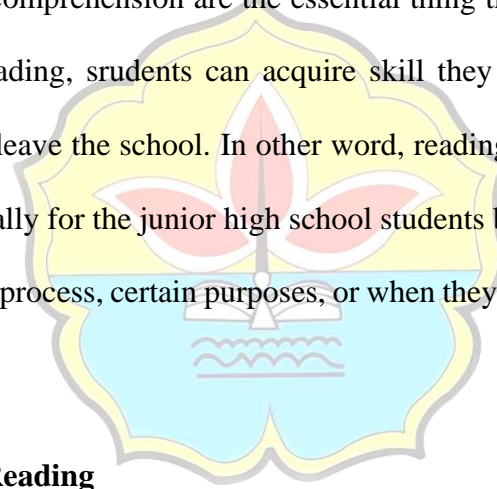 comprehension are the essential thing
ading, srudents can acquire skill they
leave the school. In other word, reading
ally for the junior high school students
process, certain purposes, or when they
Reading